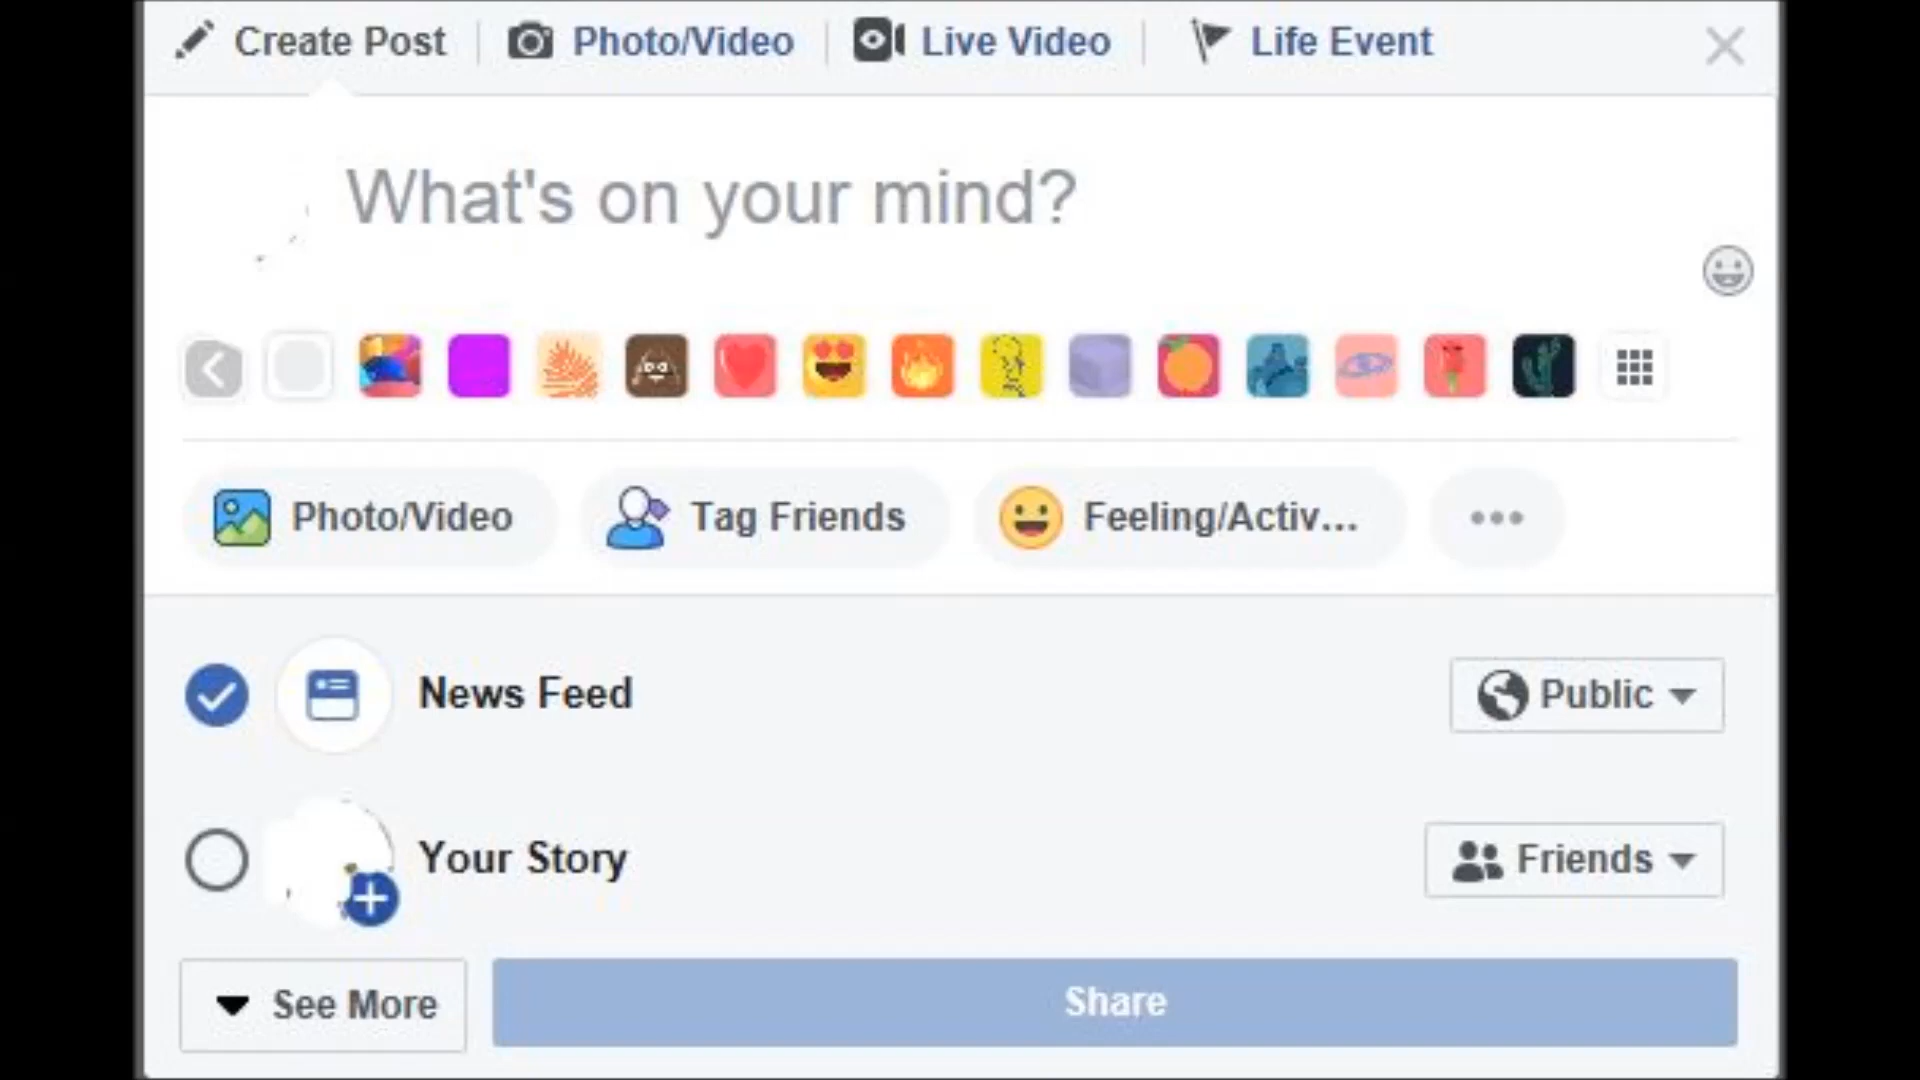 Create Post
Photo/Video
Live Video
Life Event
What's on your mind?
Photo/Video
Tag Friends
Feeling/Activ...
News Feed
Public
Your Story
Friends
See More
Share